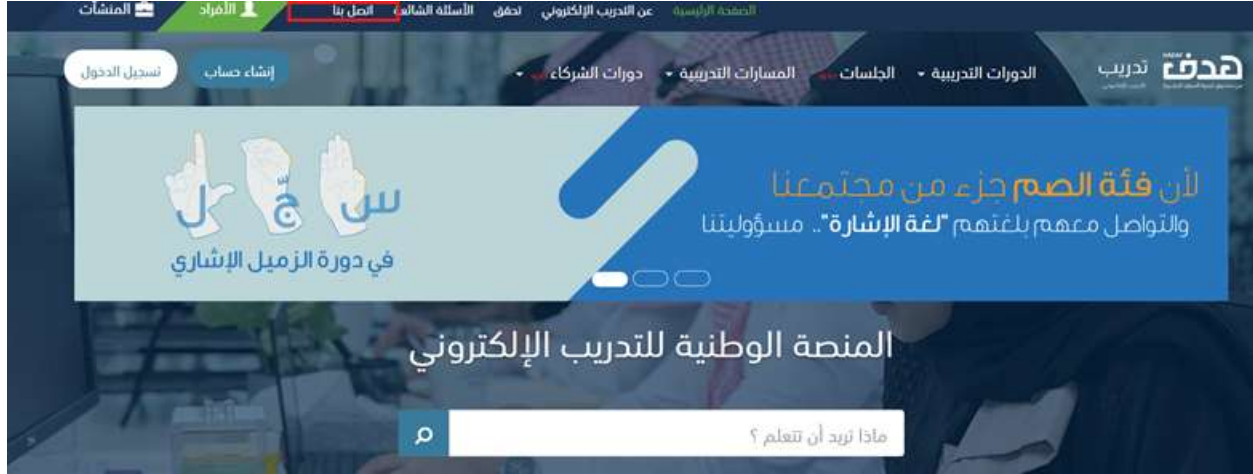 الصفحة الرئيسية عن التدريب الإلكتروني تحقق الأسئلة الشائعة اتصل بنا الأفراد المنشآت
هدف تدريب الدورات التدريبية الجلسات المسارات التدريبية دورات الشركاء إنشاء حساب تسجيل الدخول
لأن فئة الصم جزء من مجتمعنا
والتواصل معهم بلغتهم "لغة الإشارة".. مسؤوليتنا
س جّ ل
في دورة الزميل الإشاري
المنصة الوطنية للتدريب الإلكتروني
ماذا تريد أن تتعلم ؟